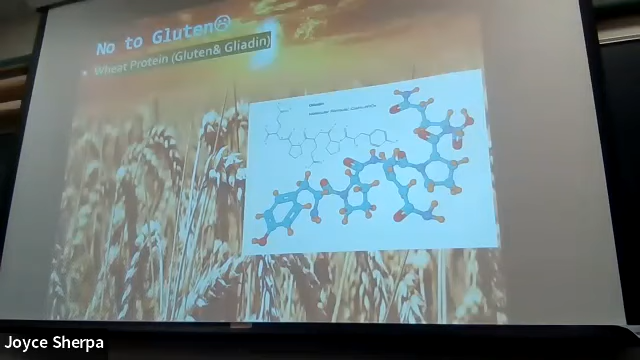 No to Gluten☹
Wheat Protein (Gluten& Gliadin)
Joyce Sherpa